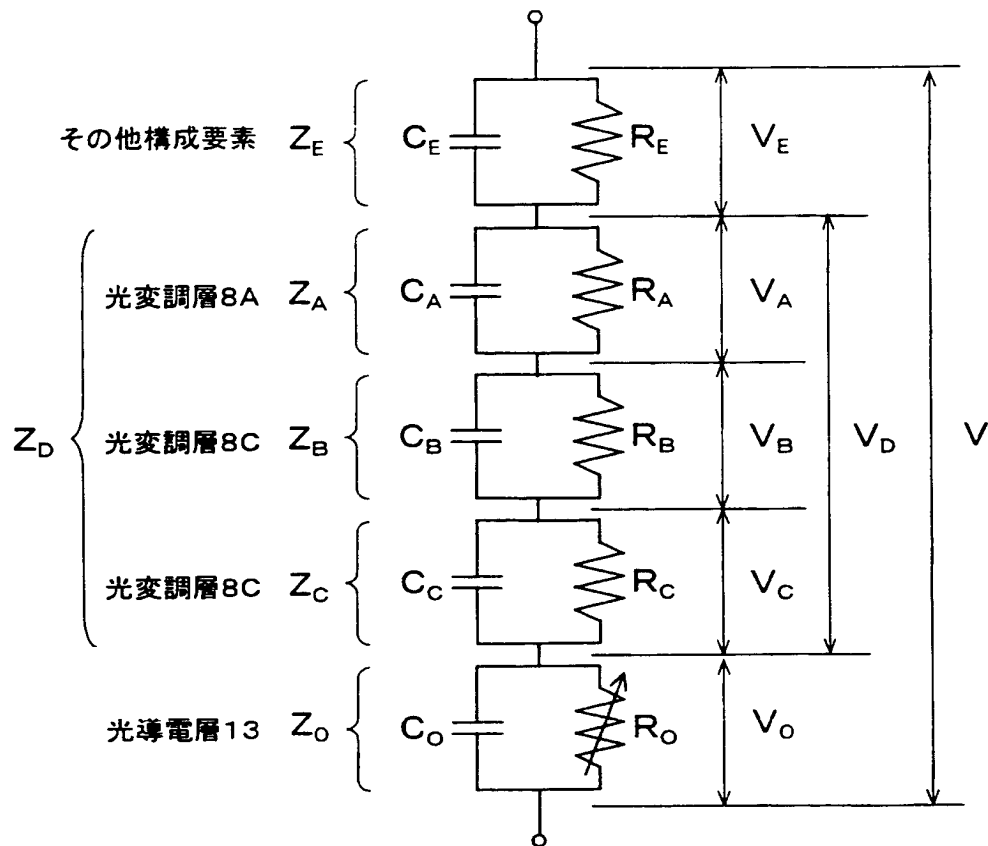 その他構成要素 Z_E C_E R_E V_E
光変調層8A Z_A C_A R_A V_A
Z_D 光変調層8C Z_B C_B R_B V_B V_D V
光変調層8C Z_C C_C R_C V_C
光導電層13 Z_O C_O R_O V_O